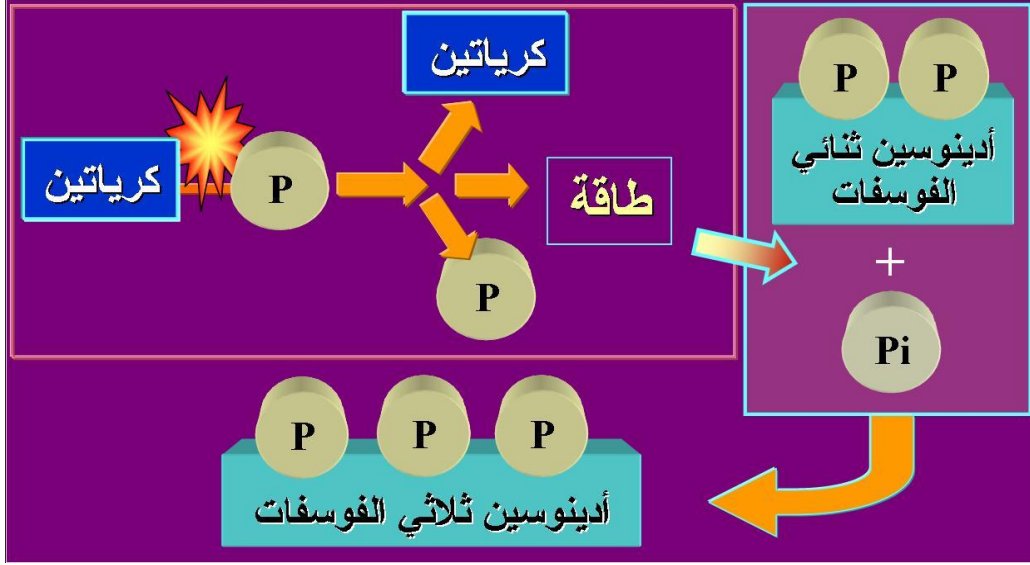 كرياتين
P
كرياتين
طاقة
P
P P
أدينوسين ثنائي
الفوسفات
+
Pi
P P P
أدينوسين ثلاثي الفوسفات